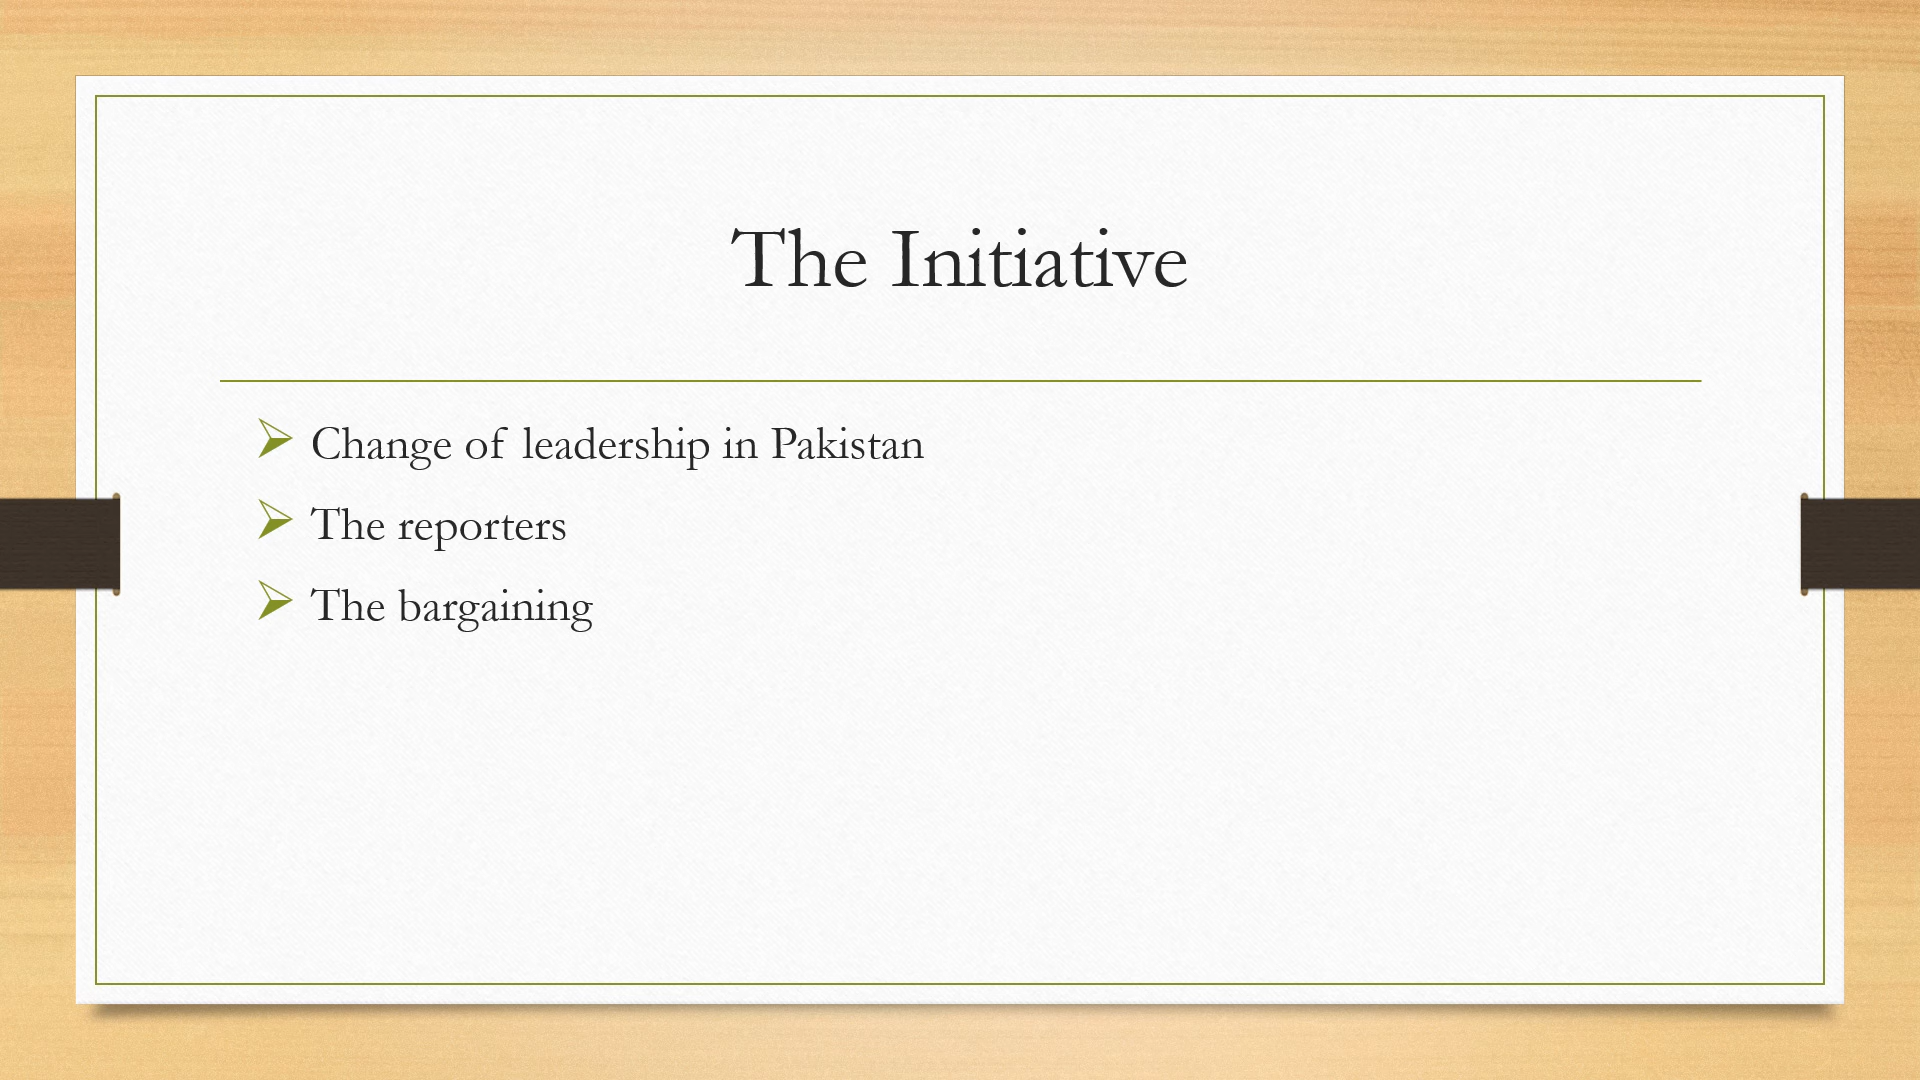 The Initiative
Change of leadership in Pakistan
The reporters
The bargaining